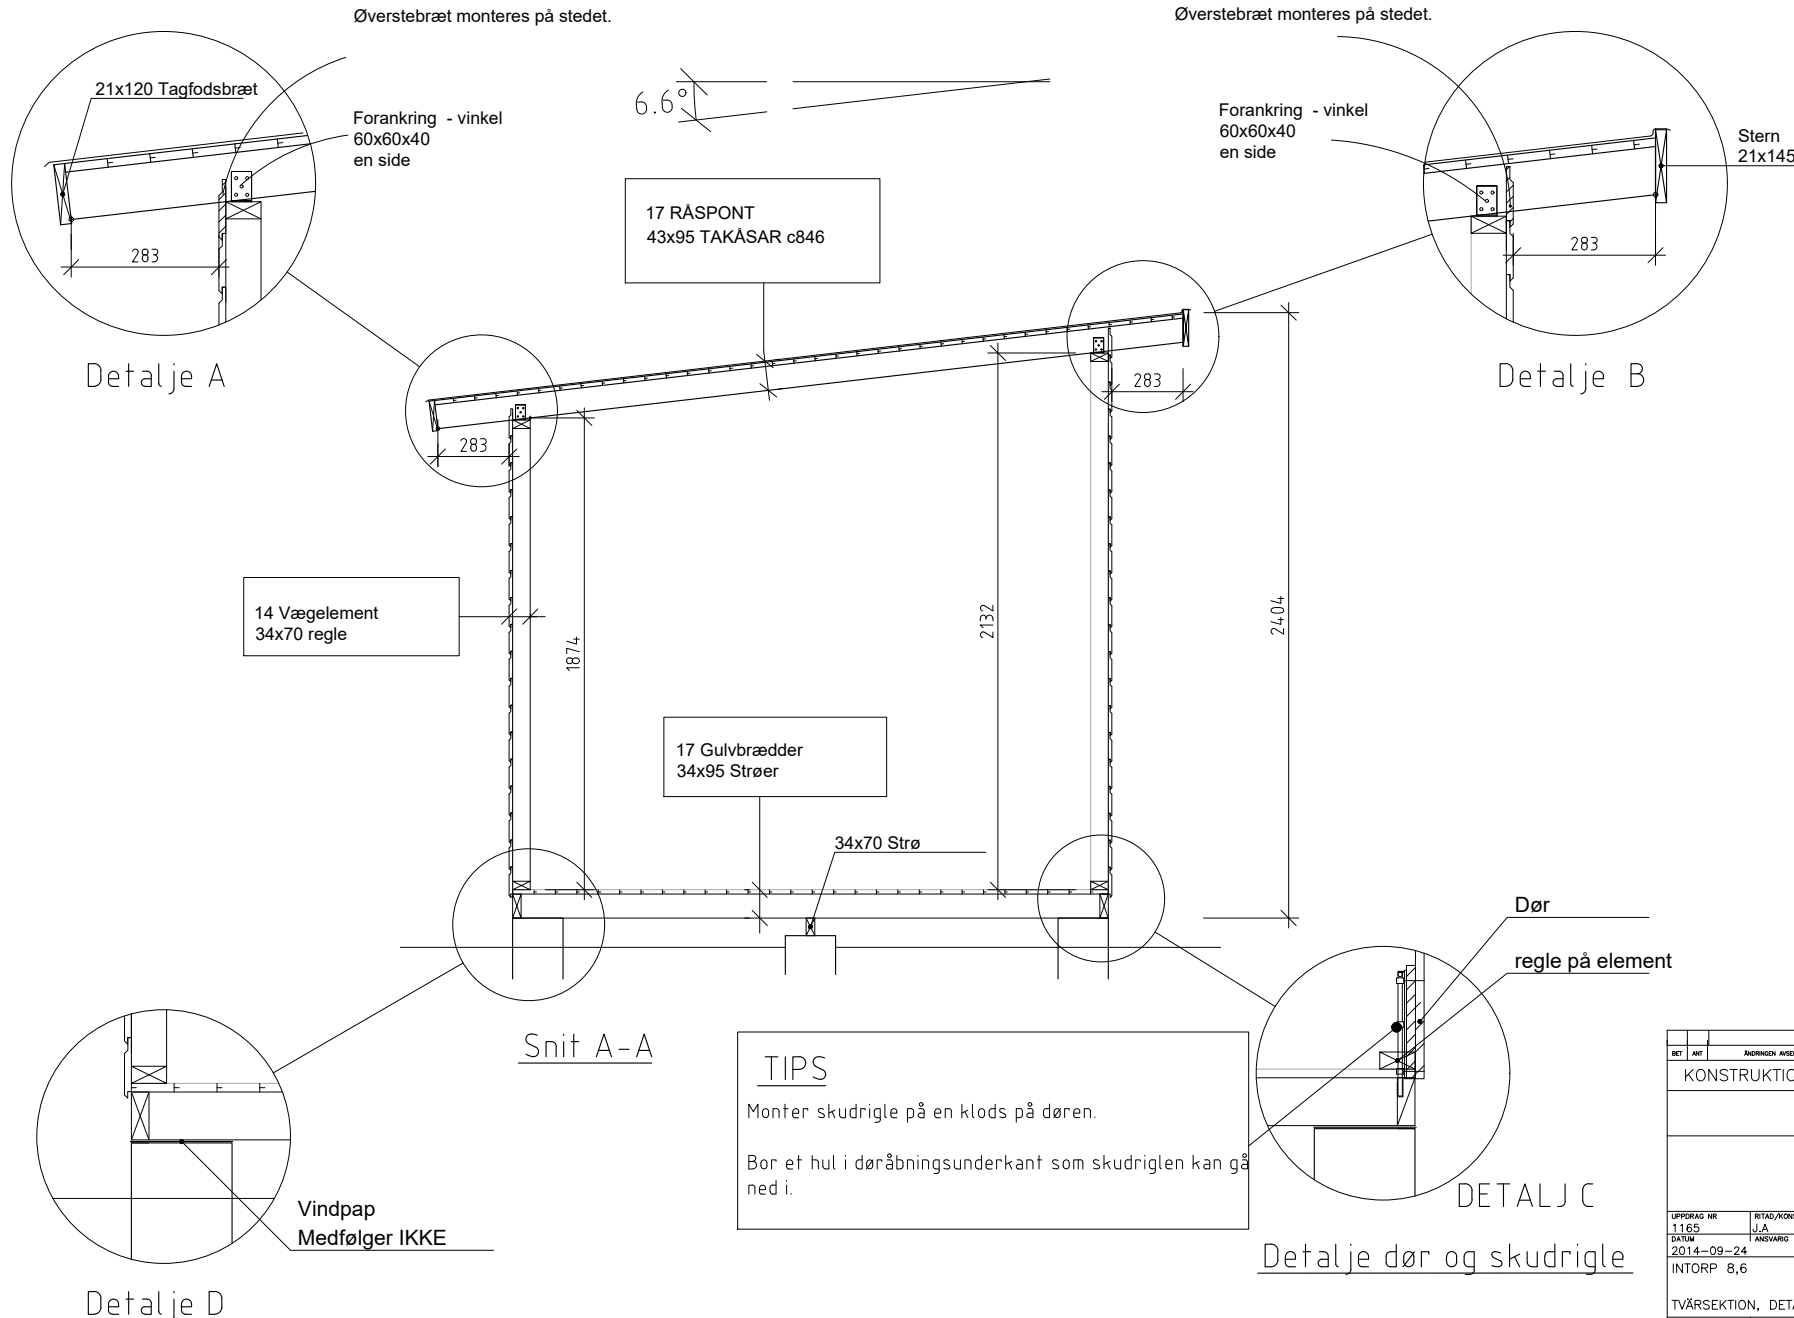 Øverstebræt monteres på stedet.
Øverstebræt monteres på stedet.
21x120 Tagfodsbræt
Forankring - vinkel
60x60x40
en side
6.6°
Forankring - vinkel
60x60x40
en side
Stern
21x145
283
283
17 RÅSPONT
43x95 TAKÅSAR c846
Detalje A
Detalje B
283
283
14 Vægelement
34x70 regle
1874
2132
2404
17 Gulvbrædder
34x95 Strøer
34x70 Strø
Dør
regle på element
Snit A-A
TIPS
Monter skudrigle på en klods på døren.
Bor et hul i døråbningsunderkant som skudriglen kan gå
ned i.
Vindpap
Medfølger IKKE
Detalje D
DETALJ C
Detalje dør og skudrigle
BET ANT ÄNDRINGEN
KONSTRUKTIO
UPPDRAG NR
1165
J.A
DATUM ANSVARIG
2014-09-24
INTORP 8,6
TVÄRSEKTION, DETA